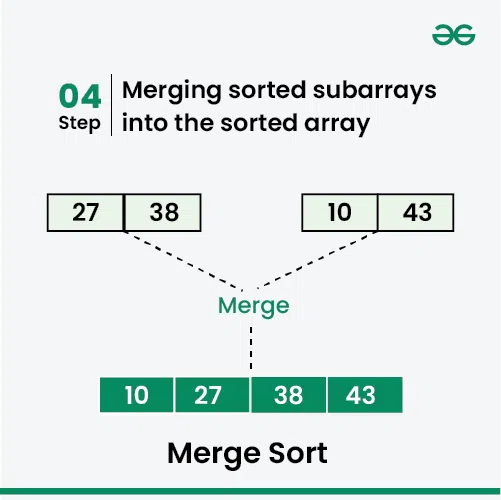 04
Step
Merging sorted subarrays
into the sorted array
27 38
10 43
Merge
10 27 38 43
Merge Sort